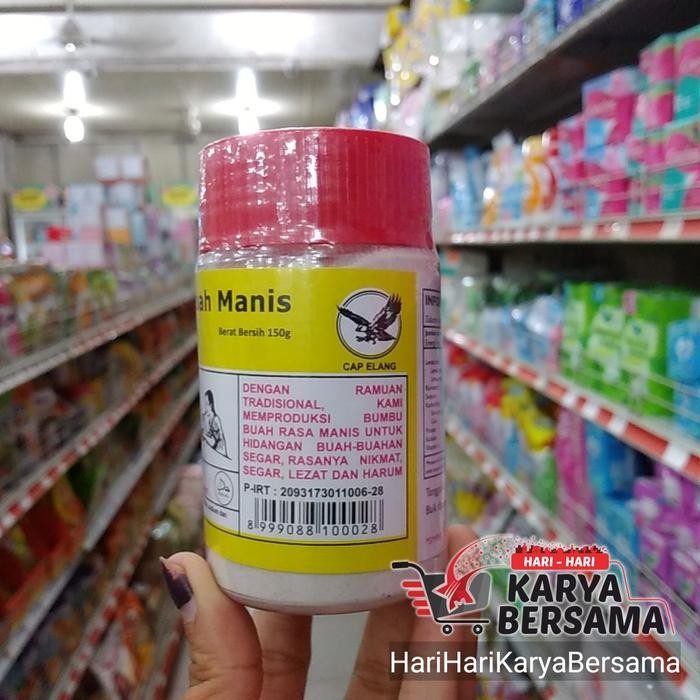 ah Manis
Berat Bersih 150g
CAP ELANG
DENGAN RAMUAN
TRADISIONAL, KAMI
MEMPRODUKSI BUMBU
BUAH RASA MANIS UNTUK
HIDANGAN BUAH-BUAHAN
SEGAR, RASANYA NIKMAT,
SEGAR, LEZAT DAN HARUM
P-IRT : 2093173011006-28
8 999088 100028
INFO
HARI - HARI
KARYA
BERSAMA
HariHariKaryaBersama